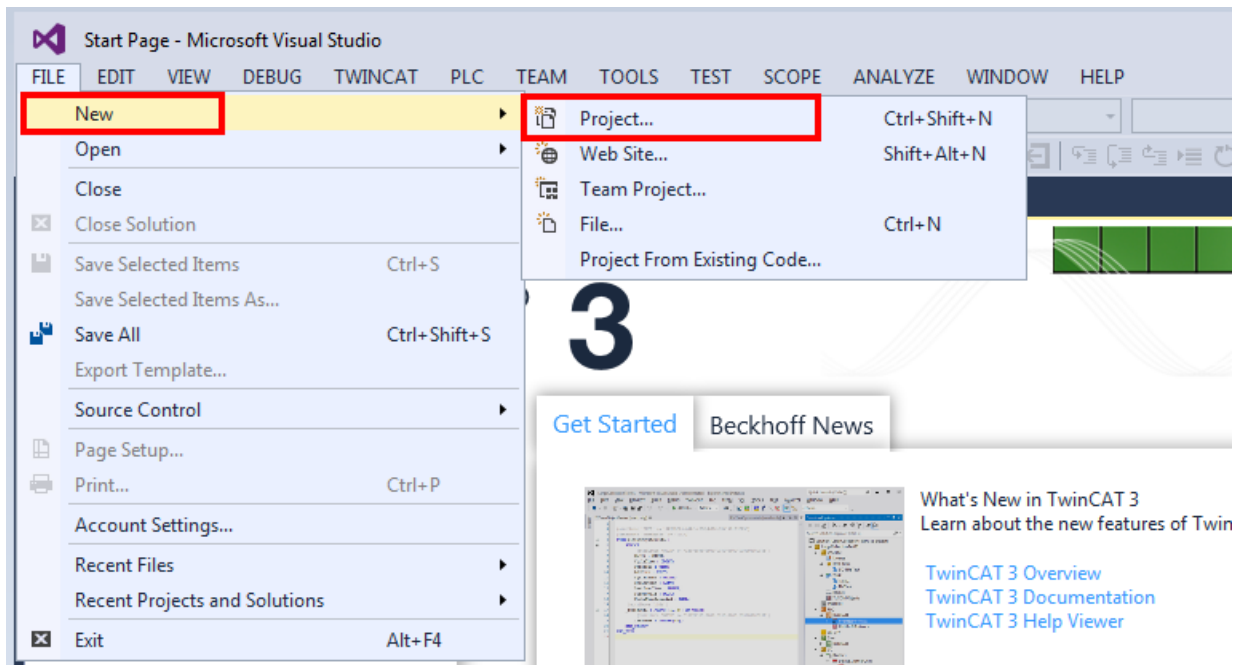 Start Page - Microsoft Visual Studio
FILE EDIT VIEW DEBUG TWINCAT PLC TEAM TOOLS TEST SCOPE ANALYZE WINDOW HELP
New
Open
Close
Close Solution
Save Selected Items Ctrl+S
Save Selected Items As...
Save All Ctrl+Shift+S
Export Template...
Source Control
Page Setup...
Print... Ctrl+P
Account Settings...
Recent Files
Recent Projects and Solutions
Exit Alt+F4
Project... Ctrl+Shift+N
Web Site... Shift+Alt+N
Team Project...
File... Ctrl+N
Project From Existing Code...
3
Get Started Beckhoff News
What's New in TwinCAT 3
Learn about the new features of Twin
TwinCAT 3 Overview
TwinCAT 3 Documentation
TwinCAT 3 Help Viewer